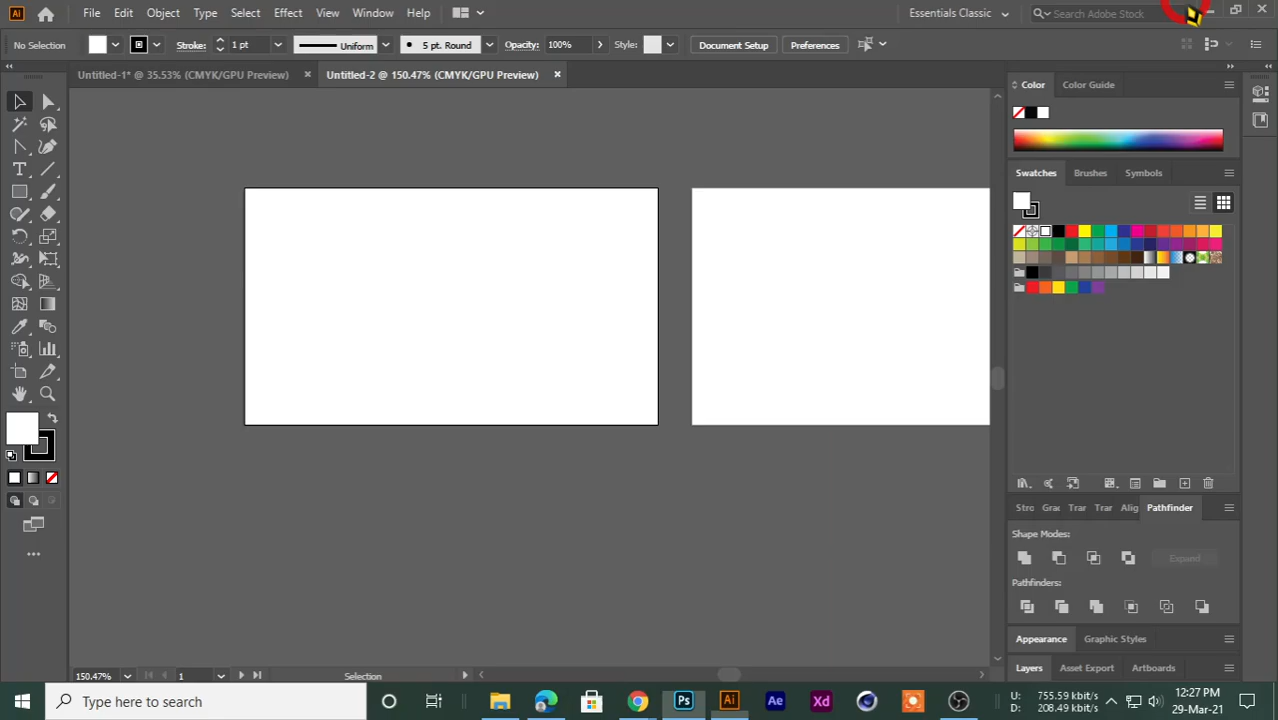 Ai File Edit Object Type Select Effect View Window Help Essentials Classic Search Adobe Stock
No Selection Stroke: 1 pt Uniform 5 pt. Round Opacity: 100% Style: Document Setup Preferences
Untitled-1* @ 35.53% (CMYK/GPU Preview) Untitled-2 @ 150.47% (CMYK/GPU Preview)
Color Color Guide
Swatches Brushes Symbols
Stro Grad Tran Tran Alig Pathfinder
Shape Modes:
Expand
Pathfinders:
Appearance Graphic Styles
Layers Asset Export Artboards
150.47% 1 Selection
Type here to search Ps Ai Ae Xd U: 755.59 kbit/s 12:27 PM
D: 208.49 kbit/s 29-Mar-21